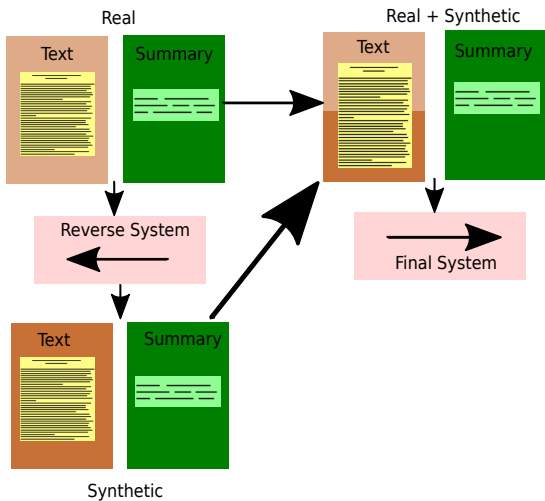 Real
Text
Summary
Real + Synthetic
Text
Summary
Reverse System
Final System
Text
Summary
Synthetic